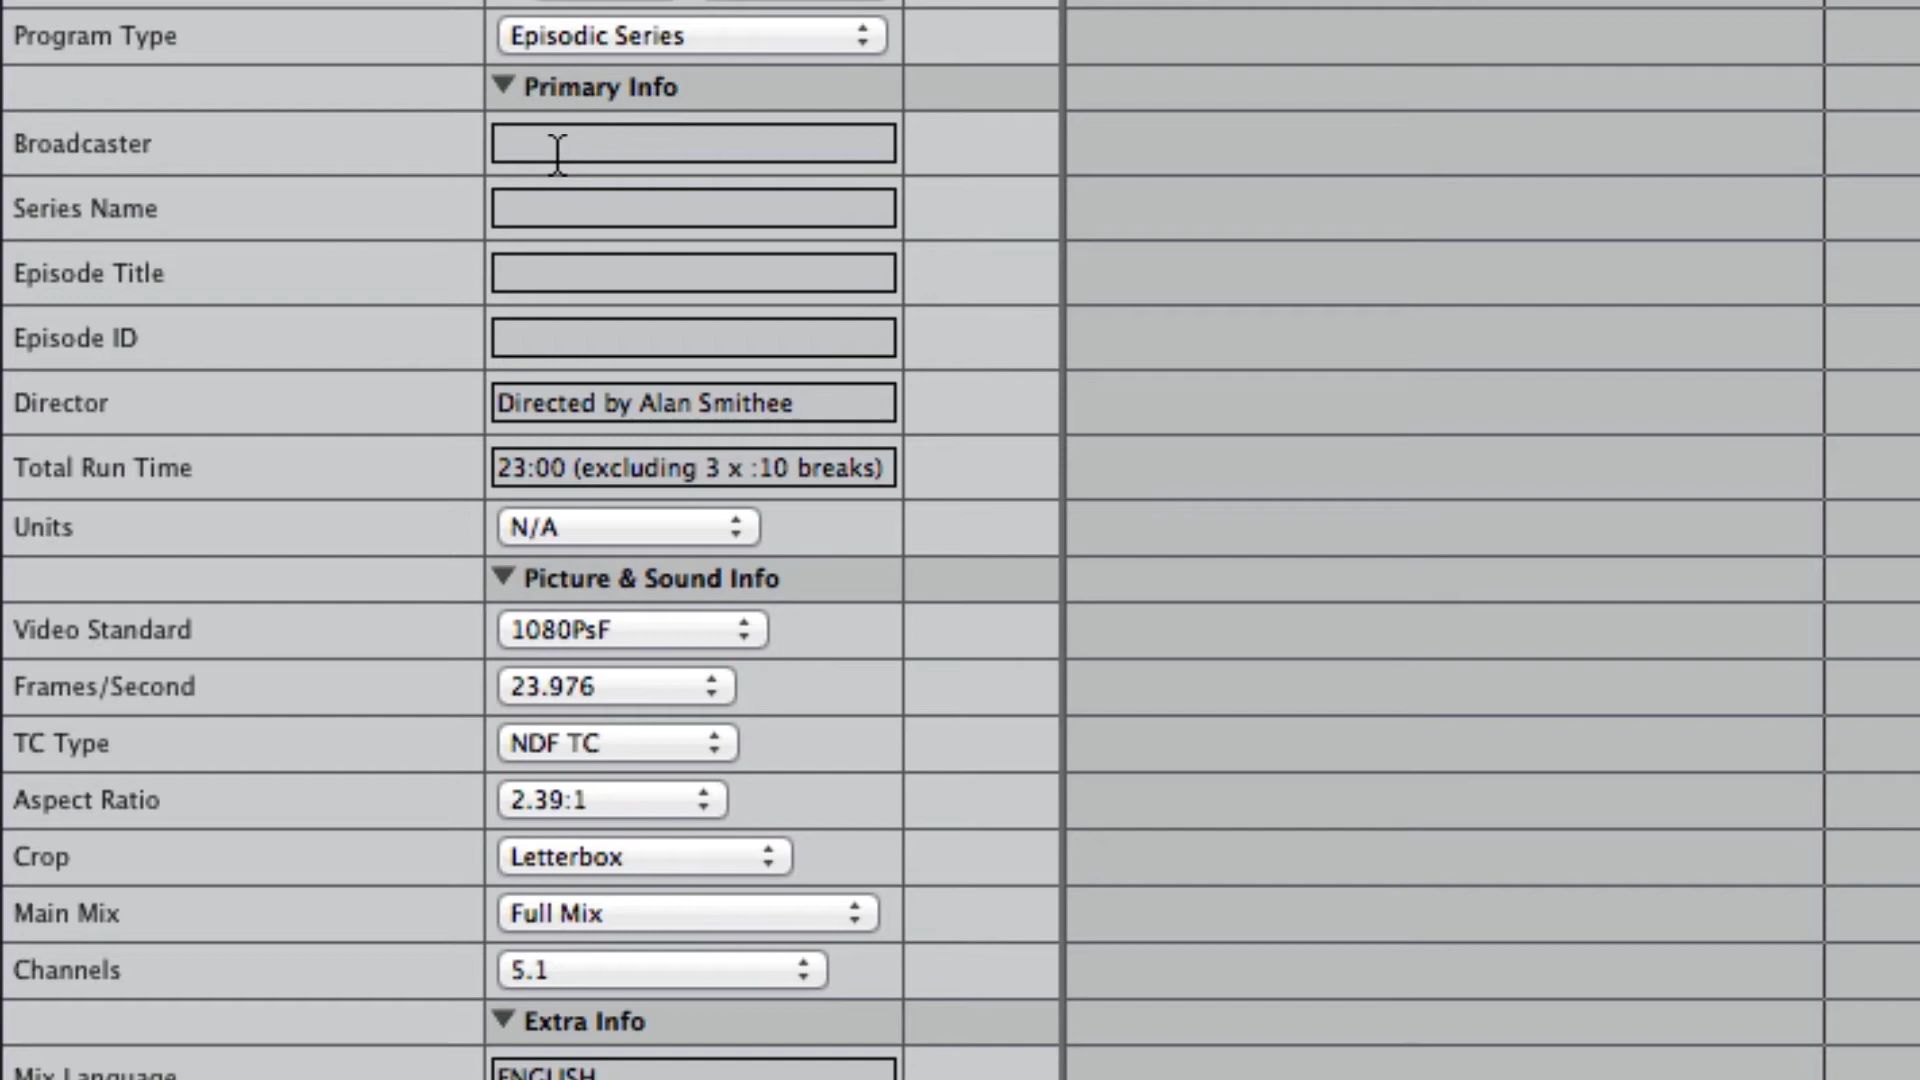 Program Type
Episodic Series
Primary Info
Broadcaster
Series Name
Episode Title
Episode ID
Director
Directed by Alan Smithee
Total Run Time
23:00 (excluding 3 x :10 breaks)
Units
N/A
Picture & Sound Info
Video Standard
1080PsF
Frames/Second
23.976
TC Type
NDF TC
Aspect Ratio
2.39:1
Crop
Letterbox
Main Mix
Full Mix
Channels
5.1
Extra Info
Mix Language
ENGLISH